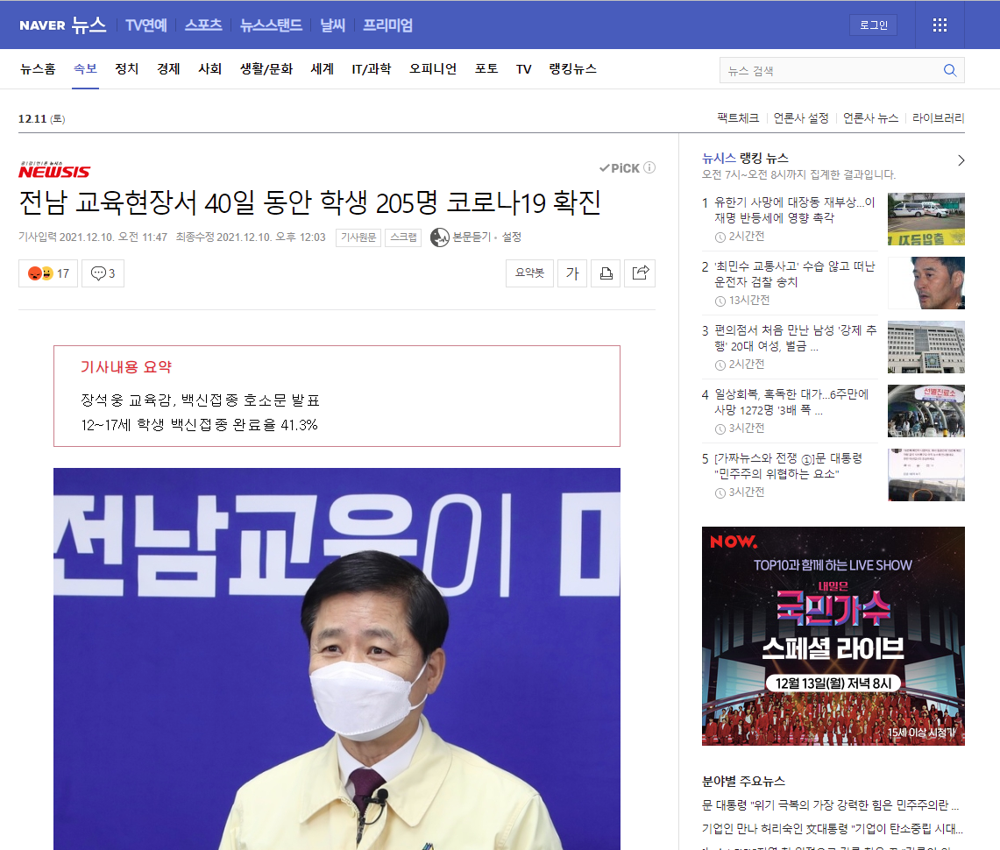 NAVER 뉴스 TV연예 스포츠 뉴스스탠드 날씨 프리미엄 로그인
뉴스홈 속보 정치 경제 사회 생활/문화 세계 IT/과학 오피니언 포토 TV 랭킹뉴스
뉴스 검색
12.11 (토)
팩트체크 언론사 설정 언론사 뉴스 라이브러리
NEWSIS
PiCK
전남 교육현장서 40일 동안 학생 205명 코로나19 확진
기사입력 2021.12.10. 오전 11:47 최종수정 2021.12.10. 오후 12:03 기사원문 스크랩 본문듣기 · 설정
17 3
요약봇 가
기사내용 요약
장석웅 교육감, 백신접종 호소문 발표
12~17세 학생 백신접종 완료율 41.3%
전남교육이
뉴시스 랭킹 뉴스
오전 7시~오전 8시까지 집계한 결과입니다.
1 유한기 사망에 대장동 재부상…이
재명 반등세에 영향 촉각
2시간전
출입금지
2 '최민수 교통사고' 수습 않고 떠난
운전자 검찰 송치
13시간전
3 편의점서 처음 만난 남성 '강제 추
행' 20대 여성, 벌금 ...
2시간전
4 일상회복, 혹독한 대가…6주만에
사망 1272명 '3배 폭 ...
3시간전
선별진료소
5 [가짜뉴스와 전쟁 ①]문 대통령
"민주주의 위협하는 요소"
3시간전
NOW.
TOP10과 함께 하는 LIVE SHOW
내일은
국민가수
스페셜 라이브
12월 13일(월) 저녁 8시
15세 이상 시청가
분야별 주요뉴스
문 대통령 "위기 극복의 가장 강력한 힘은 민주주의란 ...
기업인 만나 허리숙인 文대통령 "기업이 탄소중립 시대...